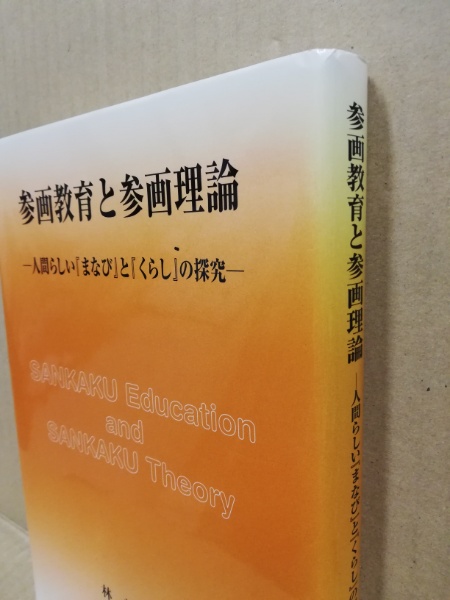 参画教育と参画理論
―人間らしい『まなび』と『くらし』の探究―
SANKAKU Education
and
SANKAKU Theory
林
参画教育と参画理論
―人間らしい『まなび』と『くらし』の